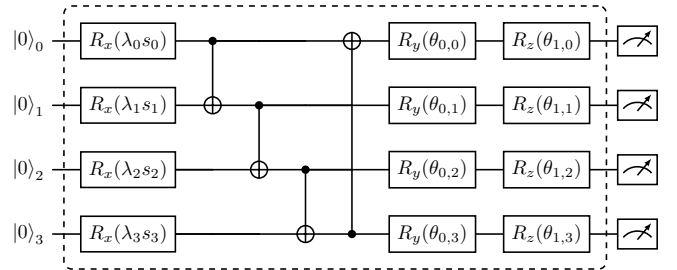 |0⟩₀ Rₓ(λ₀s₀) R_y(θ₀,₀) R_z(θ₁,₀)
|0⟩₁ Rₓ(λ₁s₁) R_y(θ₀,₁) R_z(θ₁,₁)
|0⟩₂ Rₓ(λ₂s₂) R_y(θ₀,₂) R_z(θ₁,₂)
|0⟩₃ Rₓ(λ₃s₃) R_y(θ₀,₃) R_z(θ₁,₃)